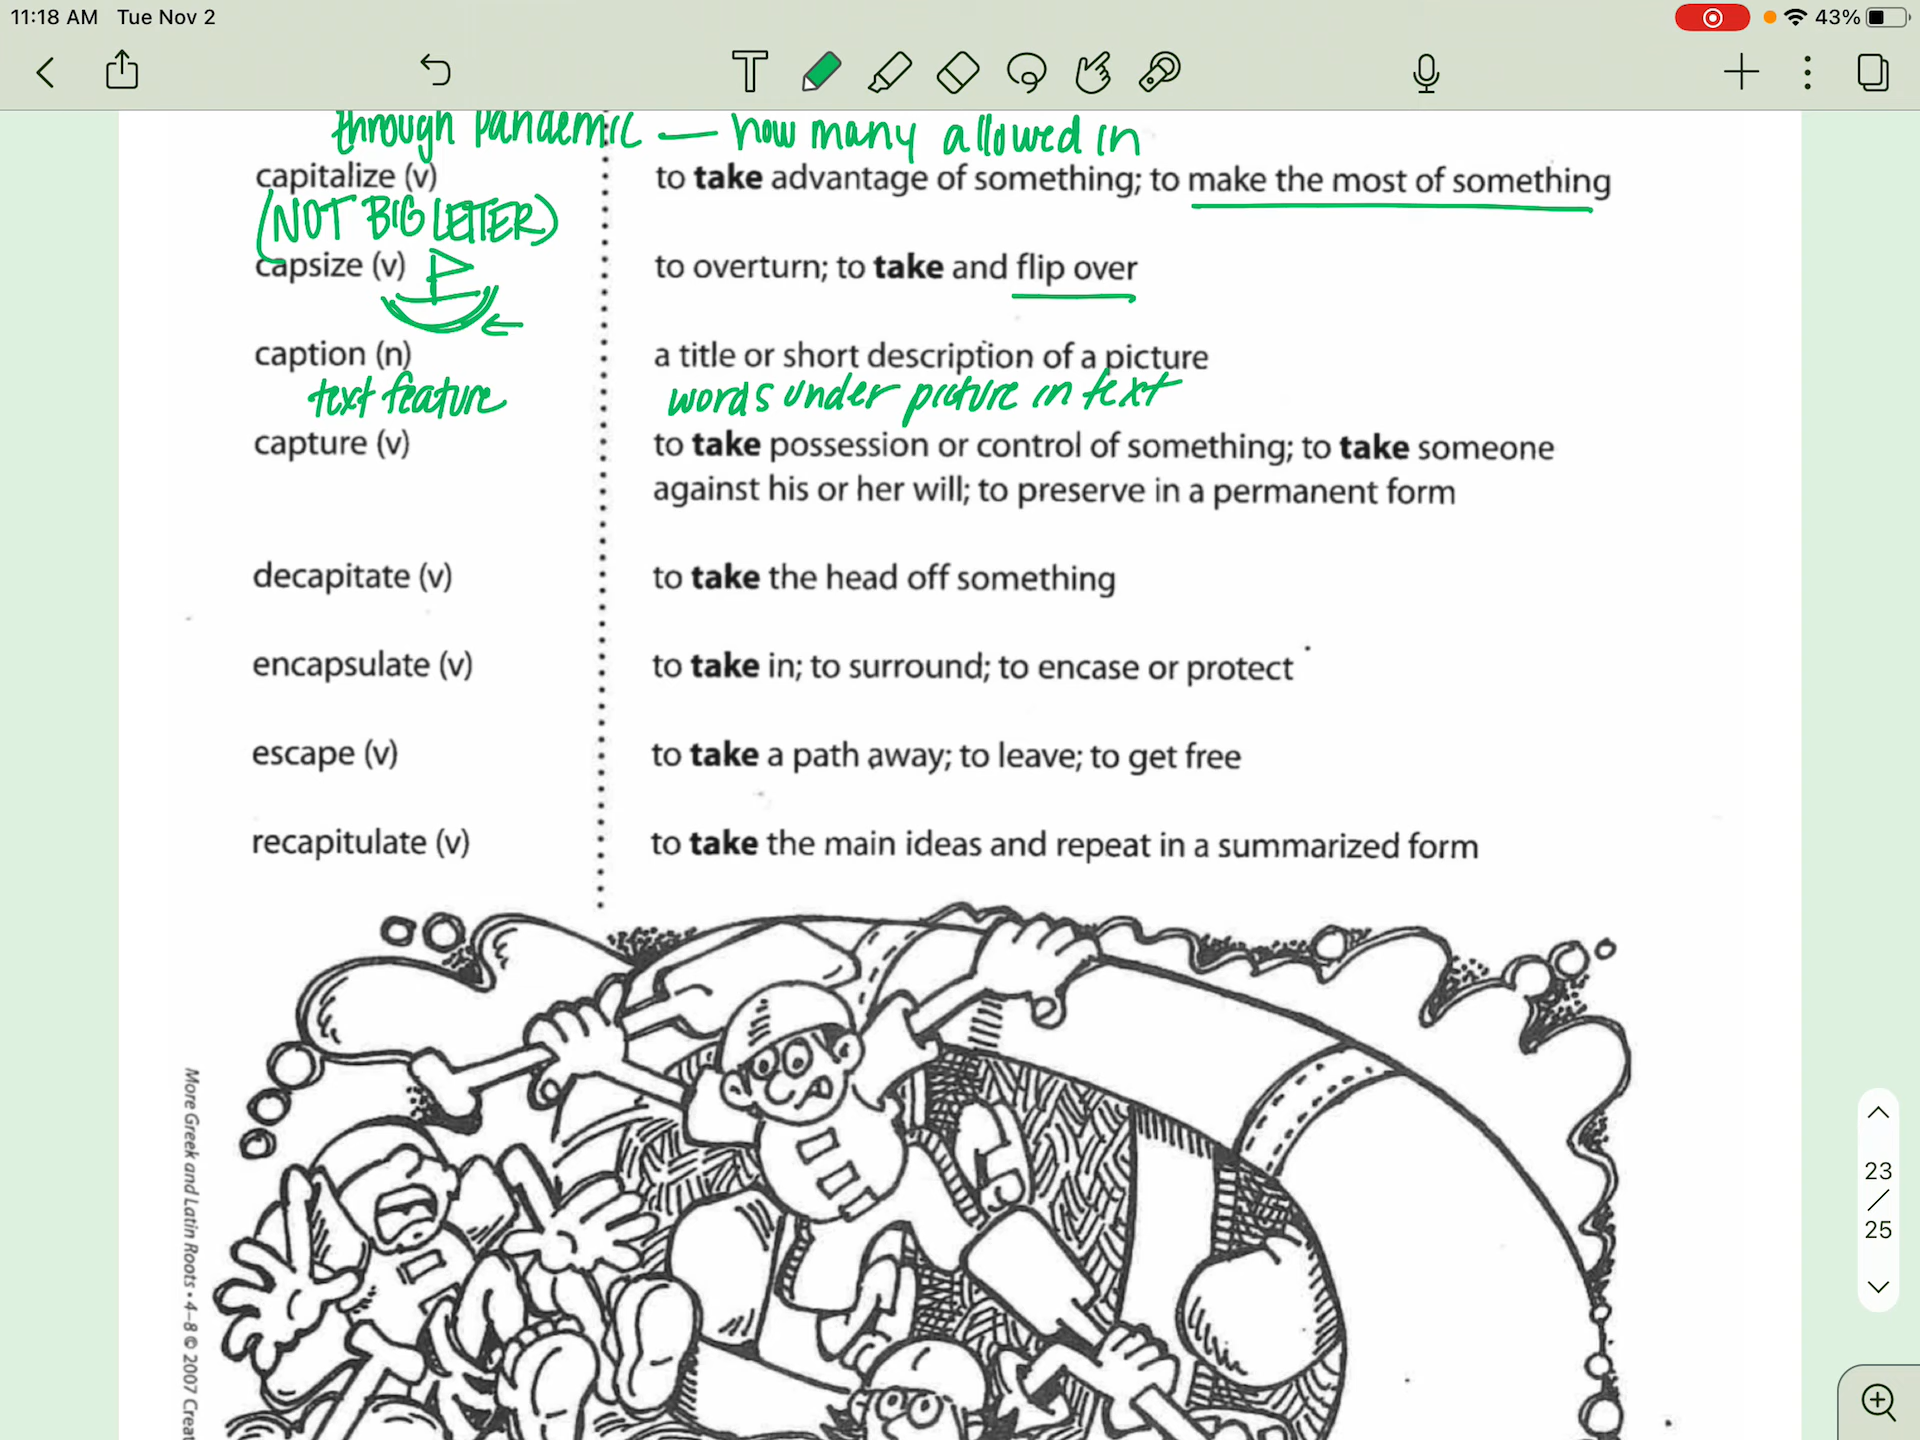 11:18 AM Tue Nov 2
43%
through pandemic — how many allowed in
capitalize (v) to take advantage of something; to make the most of something
(NOT BIG LETTER)
capsize (v) to overturn; to take and flip over
caption (n) a title or short description of a picture
text feature words under picture in text
capture (v) to take possession or control of something; to take someone
against his or her will; to preserve in a permanent form
decapitate (v) to take the head off something
encapsulate (v) to take in; to surround; to encase or protect
escape (v) to take a path away; to leave; to get free
recapitulate (v) to take the main ideas and repeat in a summarized form
More Greek and Latin Roots • 4–8 © 2007 Creat
23
/
25